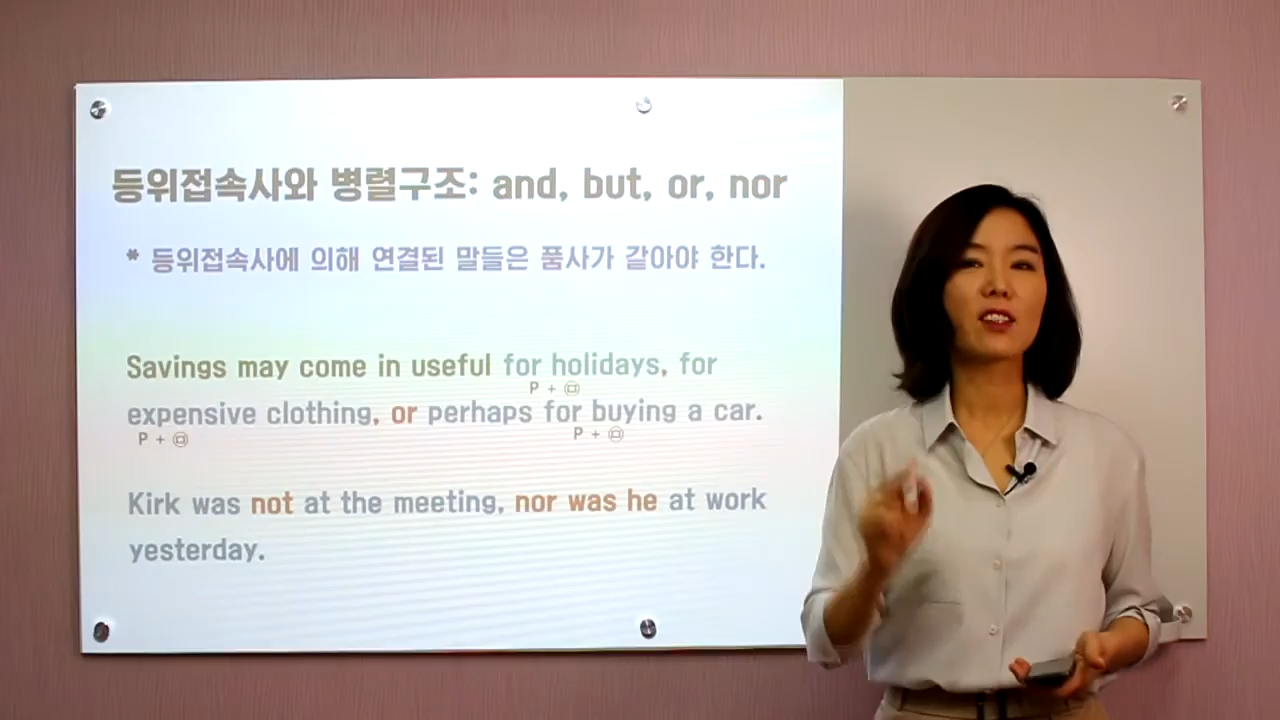 등위접속사와 병렬구조: and, but, or, nor
* 등위접속사에 의해 연결된 말들은 품사가 같아야 한다.
Savings may come in useful for holidays, for
P + ㉤
expensive clothing, or perhaps for buying a car.
P + ㉤ P + ㉤
Kirk was not at the meeting, nor was he at work
yesterday.